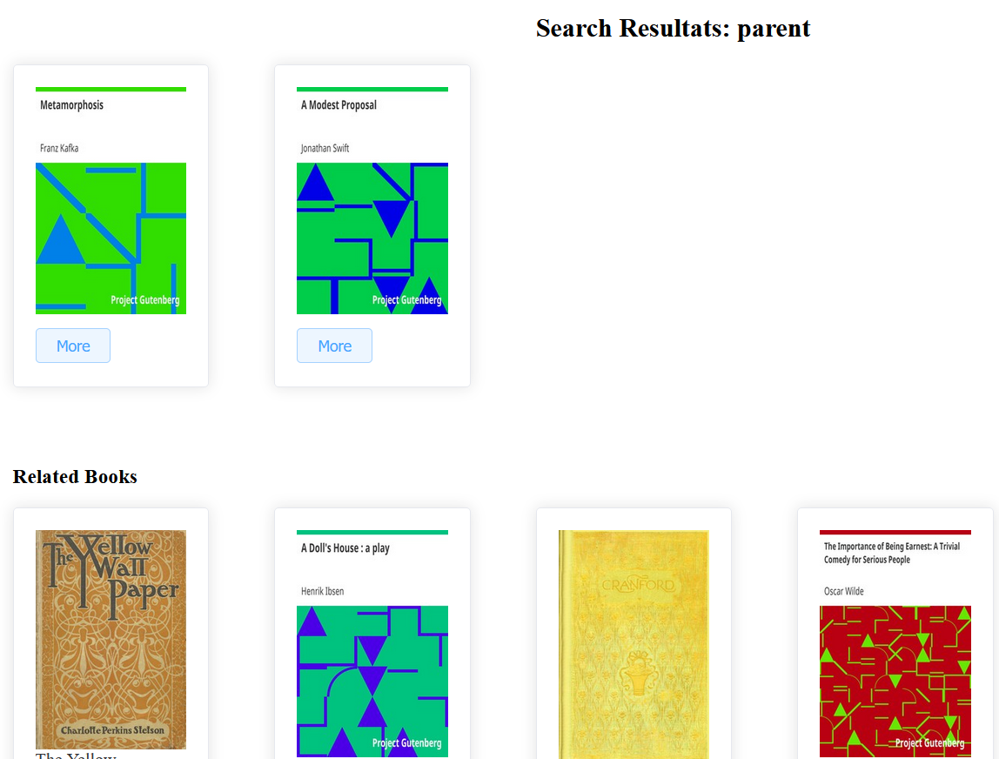 Search Resultats: parent
Metamorphosis
Franz Kafka
Project Gutenberg
More
A Modest Proposal
Jonathan Swift
Project Gutenberg
More
Related Books
The Yellow
Wall
Paper
Charlotte Perkins Stetson
The Yellow
A Doll's House : a play
Henrik Ibsen
Project Gutenberg
CRANFORD
The Importance of Being Earnest: A Trivial
Comedy for Serious People
Oscar Wilde
Project Gutenberg